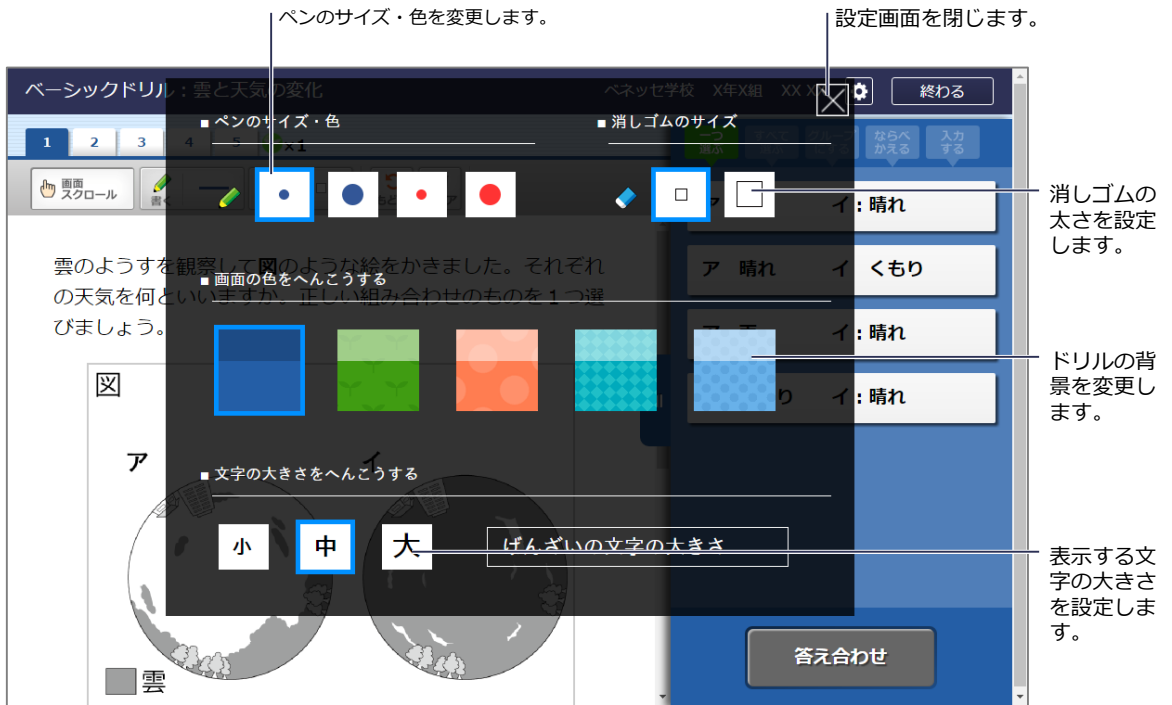 ペンのサイズ・色を変更します。
設定画面を閉じます。
ベーシックドリル：雲と天気の変化
ベネッセ学校 X年X組 XX X
終わる
■ ペンのサイズ・色
■ 消しゴムのサイズ
1 2 3 4 5 ×1
一つ選ぶ
ならべかえる
入力する
画面スクロール
書く
消しゴムの
太さを設定
します。
イ：晴れ
雲のようすを観察して図のような絵をかきました。それぞれ
の天気を何といいますか。正しい組み合わせのものを１つ選
びましょう。
■ 画面の色をへんこうする
ア 晴れ イ くもり
ア 雨 イ：晴れ
り イ：晴れ
ドリルの背
景を変更し
ます。
図
ア イ
■ 文字の大きさをへんこうする
小 中 大 げんざいの文字の大きさ
表示する文
字の大きさ
を設定しま
す。
答え合わせ
雲